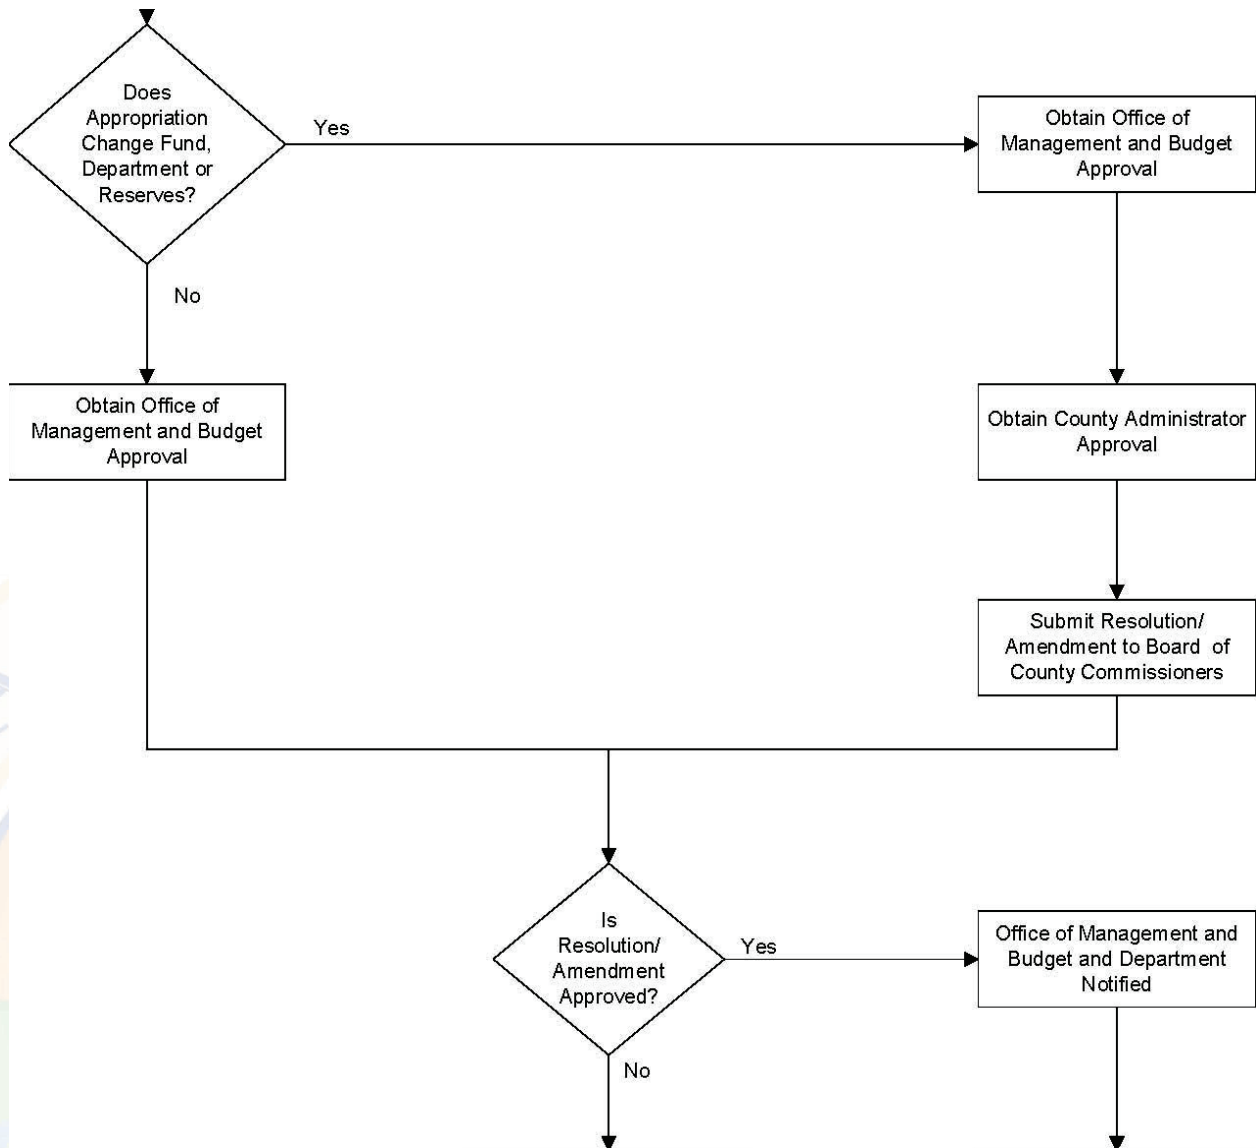 Does
Appropriation
Change Fund,
Department or
Reserves?
Yes
Obtain Office of
Management and Budget
Approval
No
Obtain Office of
Management and Budget
Approval
Obtain County Administrator
Approval
Submit Resolution/
Amendment to Board of
County Commissioners
Is
Resolution/
Amendment
Approved?
Yes
Office of Management and
Budget and Department
Notified
No